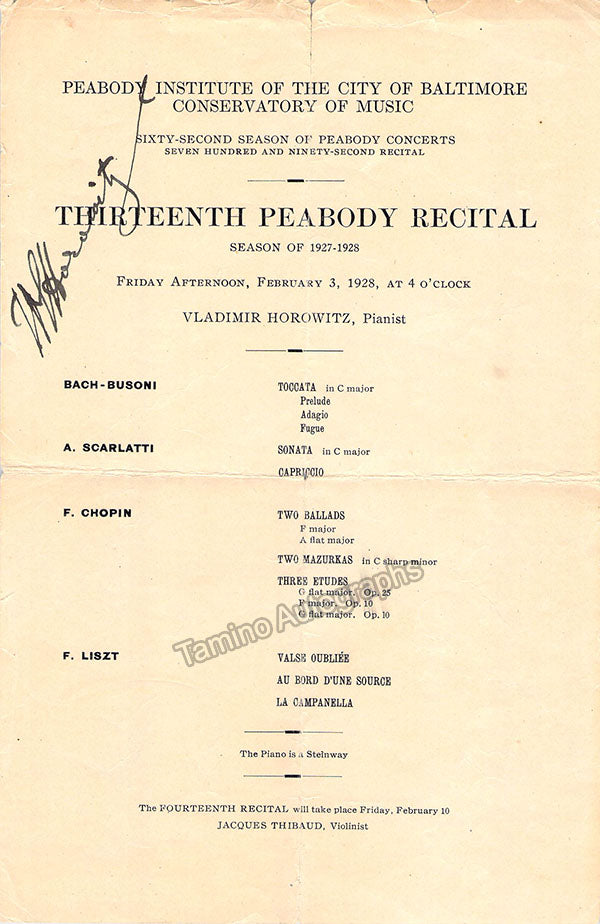 PEABODY INSTITUTE OF THE CITY OF BALTIMORE
CONSERVATORY OF MUSIC
SIXTY-SECOND SEASON OF PEABODY CONCERTS
SEVEN HUNDRED AND NINETY-SECOND RECITAL
THIRTEENTH PEABODY RECITAL
SEASON OF 1927-1928
FRIDAY AFTERNOON, FEBRUARY 3, 1928, AT 4 O'CLOCK
VLADIMIR HOROWITZ, Pianist
Horowitz
BACH-BUSONI TOCCATA in C major
Prelude
Adagio
Fugue
A. SCARLATTI SONATA in C major
CAPRICCIO
F. CHOPIN TWO BALLADS
F major
A flat major
TWO MAZURKAS in C sharp minor
THREE ETUDES
G flat major. Op. 25
F major. Op. 10
G flat major. Op. 10
Tamino Autographs
F. LISZT VALSE OUBLIÉE
AU BORD D'UNE SOURCE
LA CAMPANELLA
The Piano is a Steinway
The FOURTEENTH RECITAL will take place Friday, February 10
JACQUES THIBAUD, Violinist